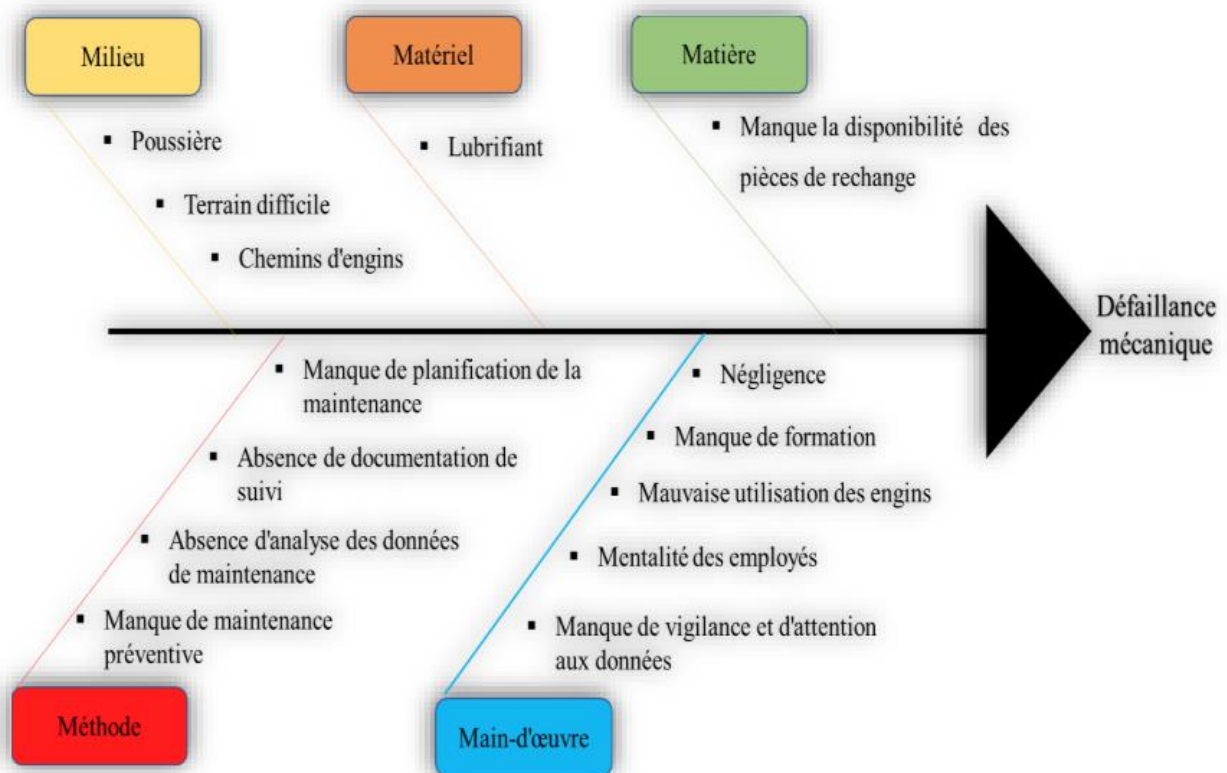 Milieu
Matériel
Matière
▪ Poussière
▪ Terrain difficile
▪ Chemins d'engins
▪ Lubrifiant
▪ Manque la disponibilité des
pièces de rechange
Défaillance
mécanique
▪ Manque de planification de la
maintenance
▪ Absence de documentation de
suivi
▪ Absence d'analyse des données
de maintenance
▪ Manque de maintenance
préventive
▪ Négligence
▪ Manque de formation
▪ Mauvaise utilisation des engins
▪ Mentalité des employés
▪ Manque de vigilance et d'attention
aux données
Méthode
Main-d'œuvre